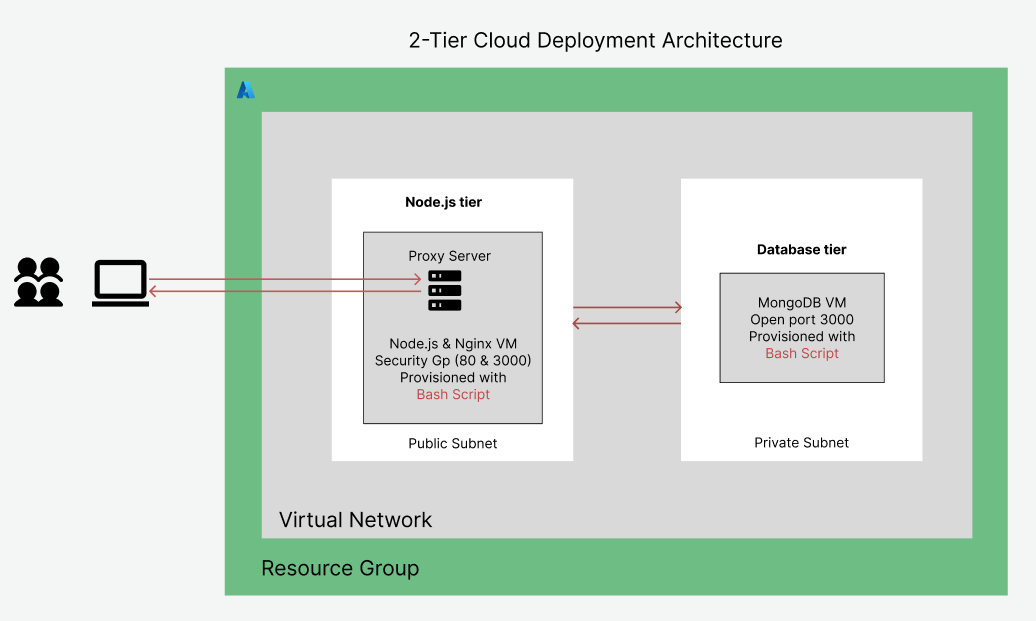 2-Tier Cloud Deployment Architecture
Node.js tier
Proxy Server
Node.js & Nginx VM
Security Gp (80 & 3000)
Provisioned with
Bash Script
Public Subnet
Database tier
MongoDB VM
Open port 3000
Provisioned with
Bash Script
Private Subnet
Virtual Network
Resource Group